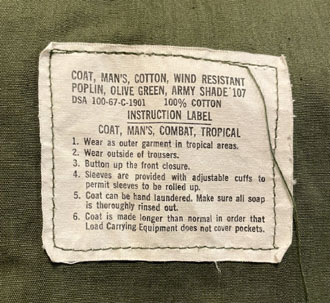 COAT, MAN'S, COTTON, WIND RESISTANT
POPLIN, OLIVE GREEN, ARMY SHADE 107
DSA 100-67-C-1901 100% COTTON
INSTRUCTION LABEL
COAT, MAN'S, COMBAT, TROPICAL
1. Wear as outer garment in tropical areas.
2. Wear outside of trousers.
3. Button up the front closure.
4. Sleeves are provided with adjustable cuffs to
permit sleeves to be rolled up.
5. Coat can be hand laundered. Make sure all soap
is thoroughly rinsed out.
6. Coat is made longer than normal in order that
Load Carrying Equipment does not cover pockets.